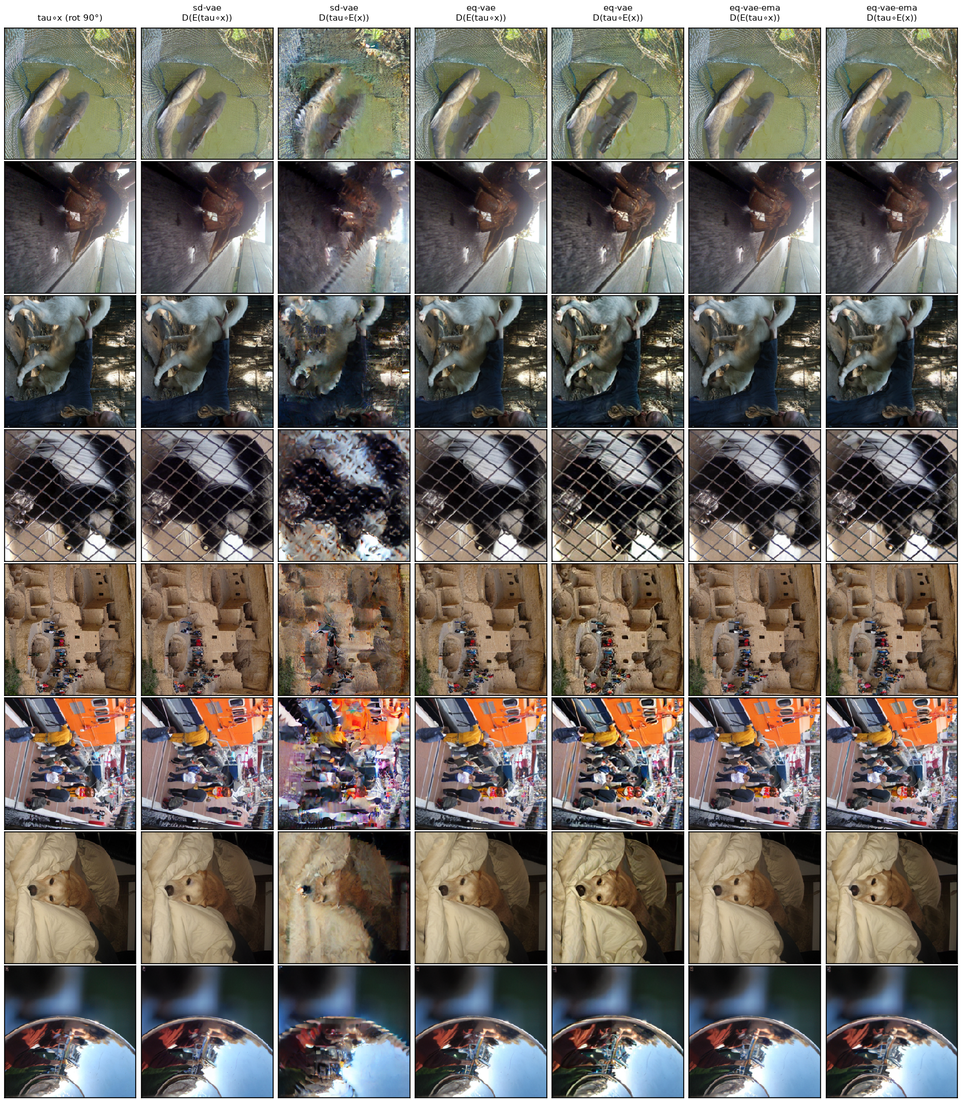 tau∘x (rot 90°)
sd-vae
D(E(tau∘x))
sd-vae
D(tau∘E(x))
eq-vae
D(E(tau∘x))
eq-vae
D(tau∘E(x))
eq-vae-ema
D(E(tau∘x))
eq-vae-ema
D(tau∘E(x))